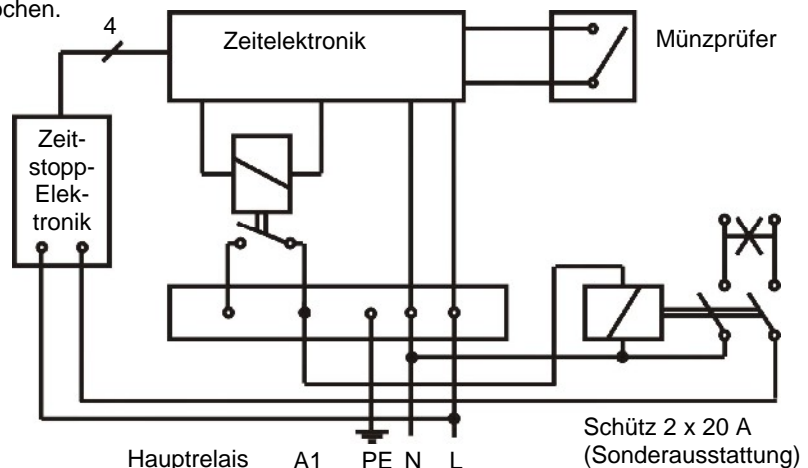 ochen.
4
Zeitelektronik
Münzprüfer
Zeit-
stopp-
Elek-
tronik
Schütz 2 x 20 A
(Sonderausstattung)
Hauptrelais A1 PE N L